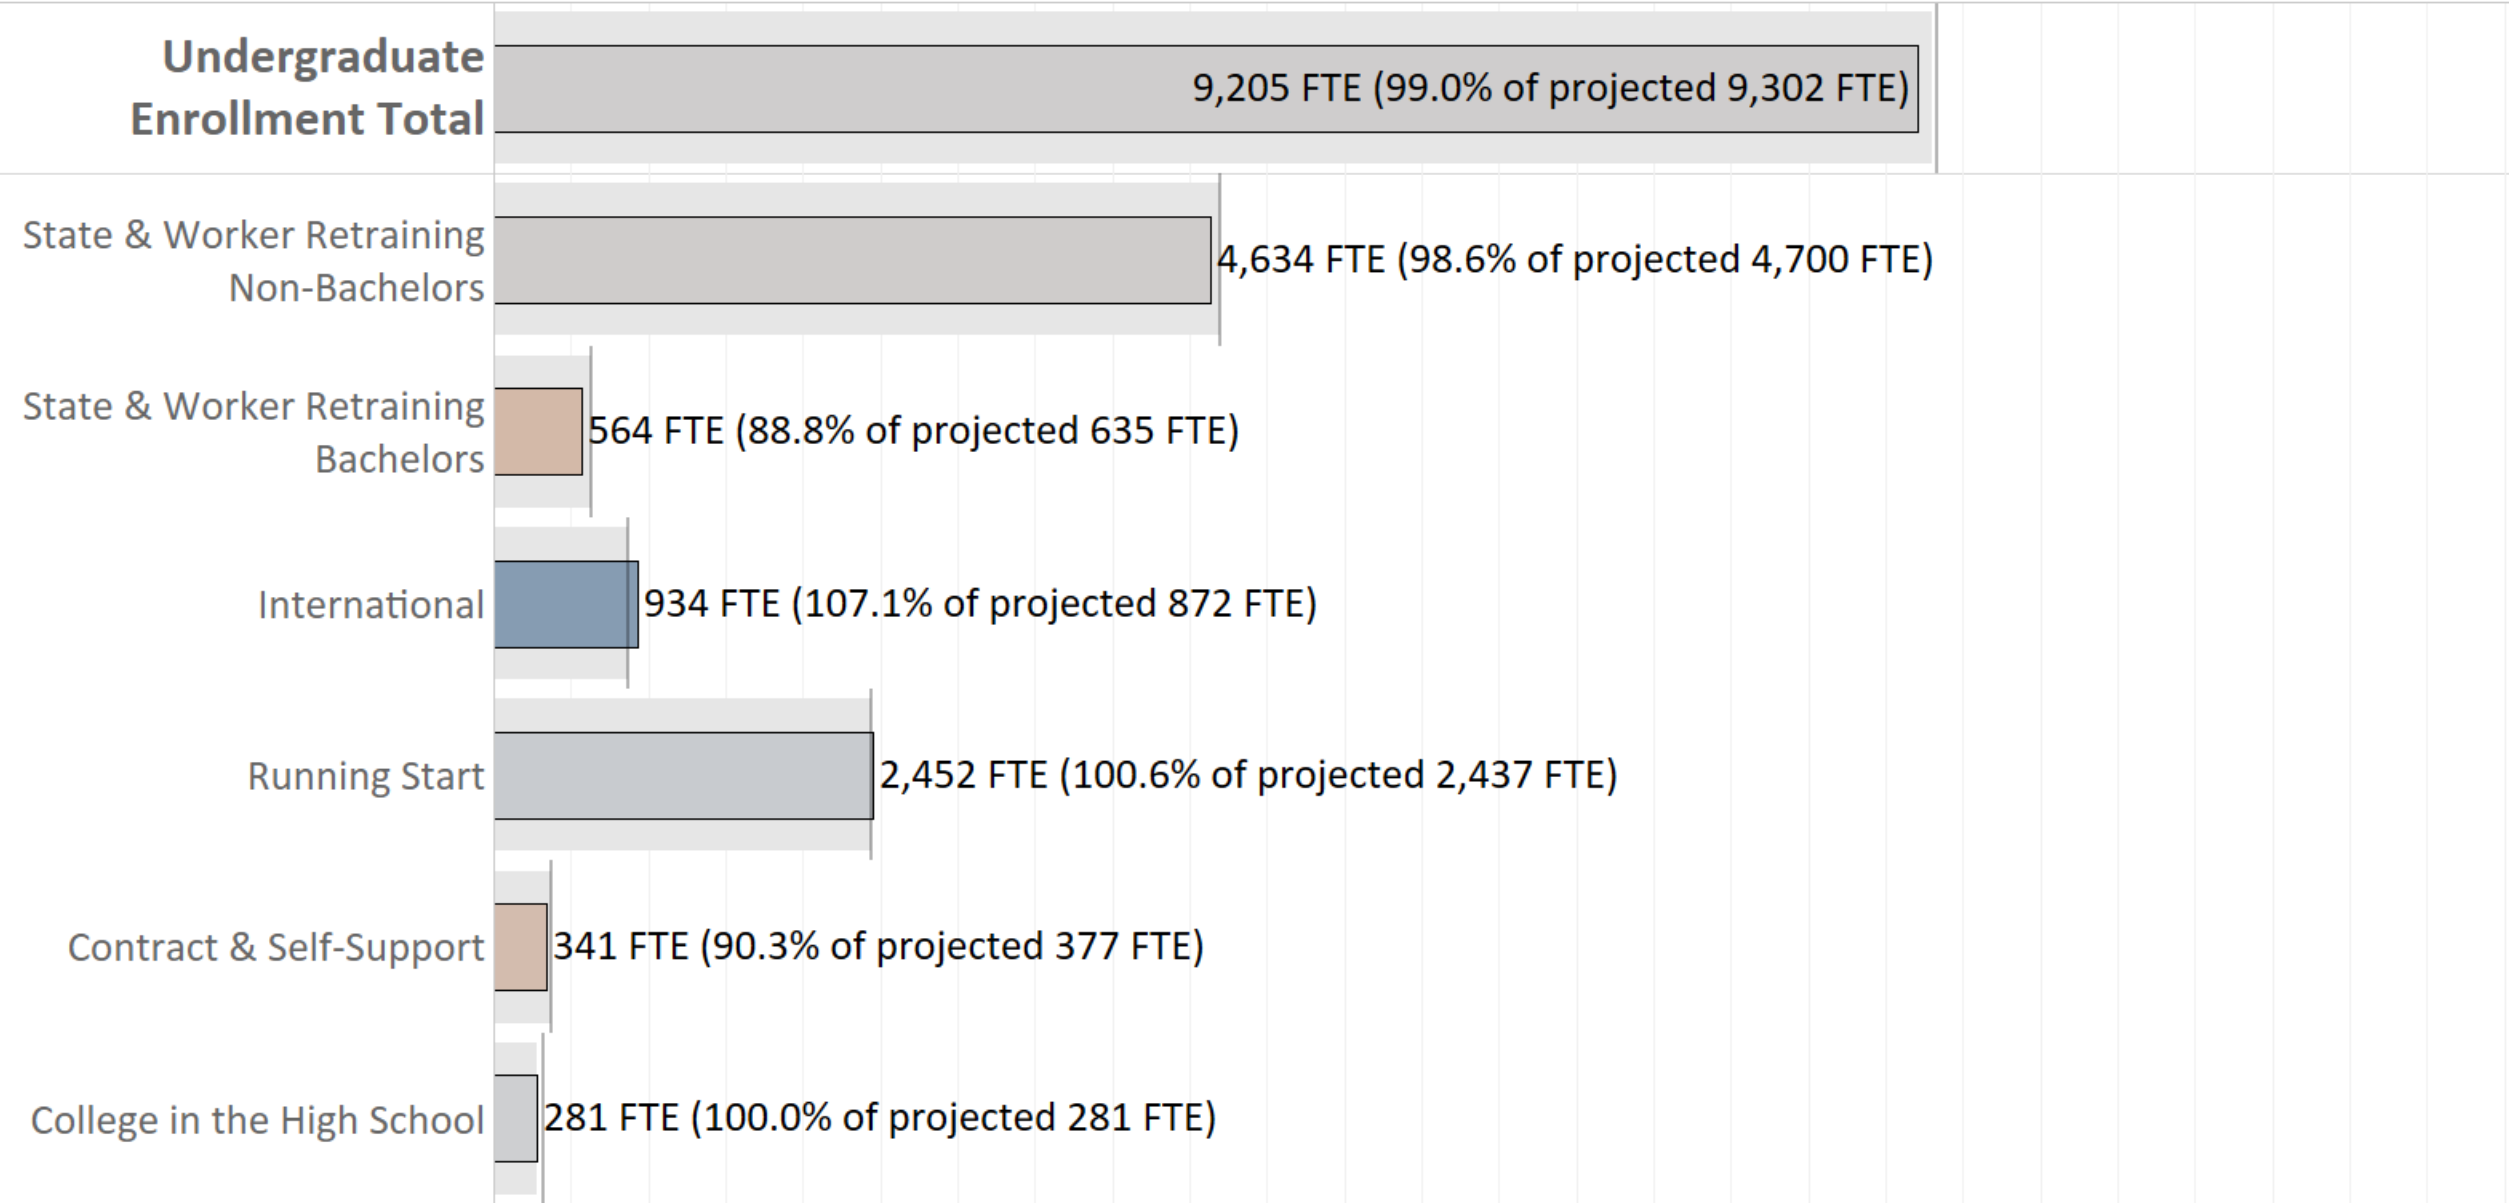 Undergraduate
Enrollment Total
9,205 FTE (99.0% of projected 9,302 FTE)
State & Worker Retraining
Non-Bachelors
4,634 FTE (98.6% of projected 4,700 FTE)
State & Worker Retraining
Bachelors
564 FTE (88.8% of projected 635 FTE)
International
934 FTE (107.1% of projected 872 FTE)
Running Start
2,452 FTE (100.6% of projected 2,437 FTE)
Contract & Self-Support
341 FTE (90.3% of projected 377 FTE)
College in the High School
281 FTE (100.0% of projected 281 FTE)